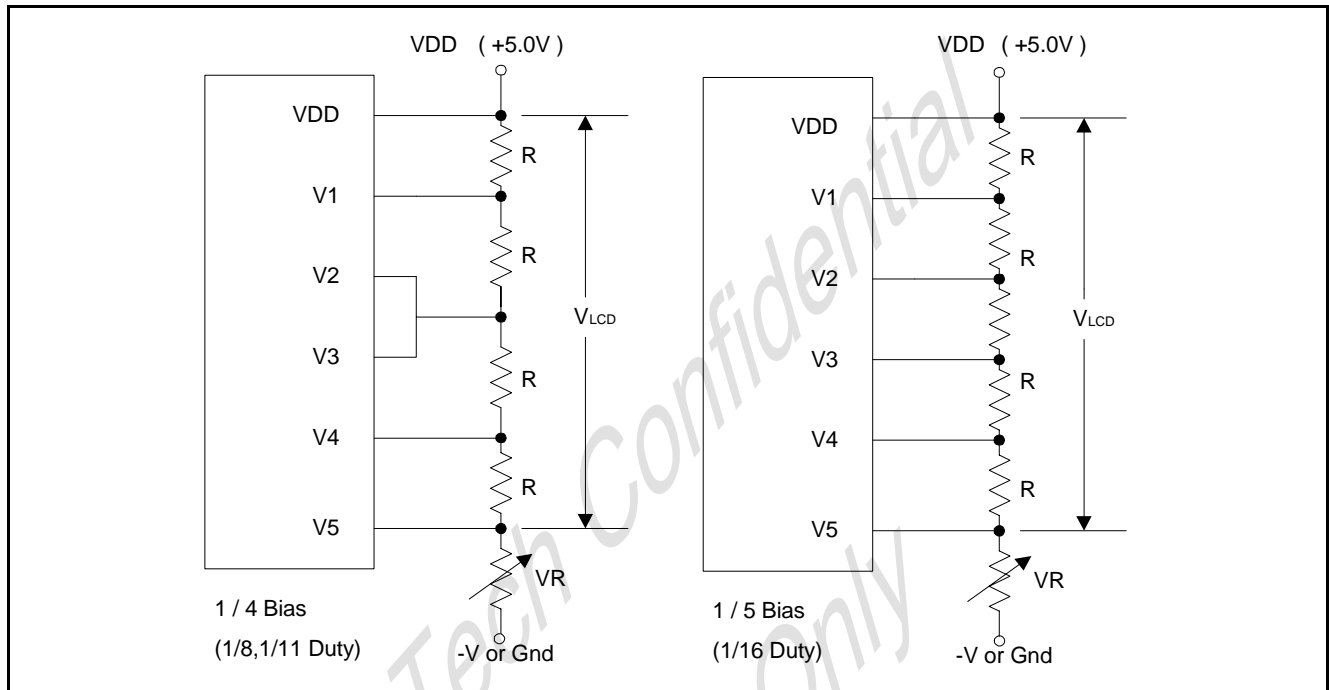 VDD ( +5.0V )
VDD
R
V1
R
V2
VLCD
V3
R
V4
R
V5
VR
1 / 4 Bias
(1/8,1/11 Duty)
-V or Gnd
VDD ( +5.0V )
VDD
R
V1
R
V2
VLCD
V3
R
V4
R
V5
VR
1 / 5 Bias
(1/16 Duty)
-V or Gnd
Tech Confidential
Only